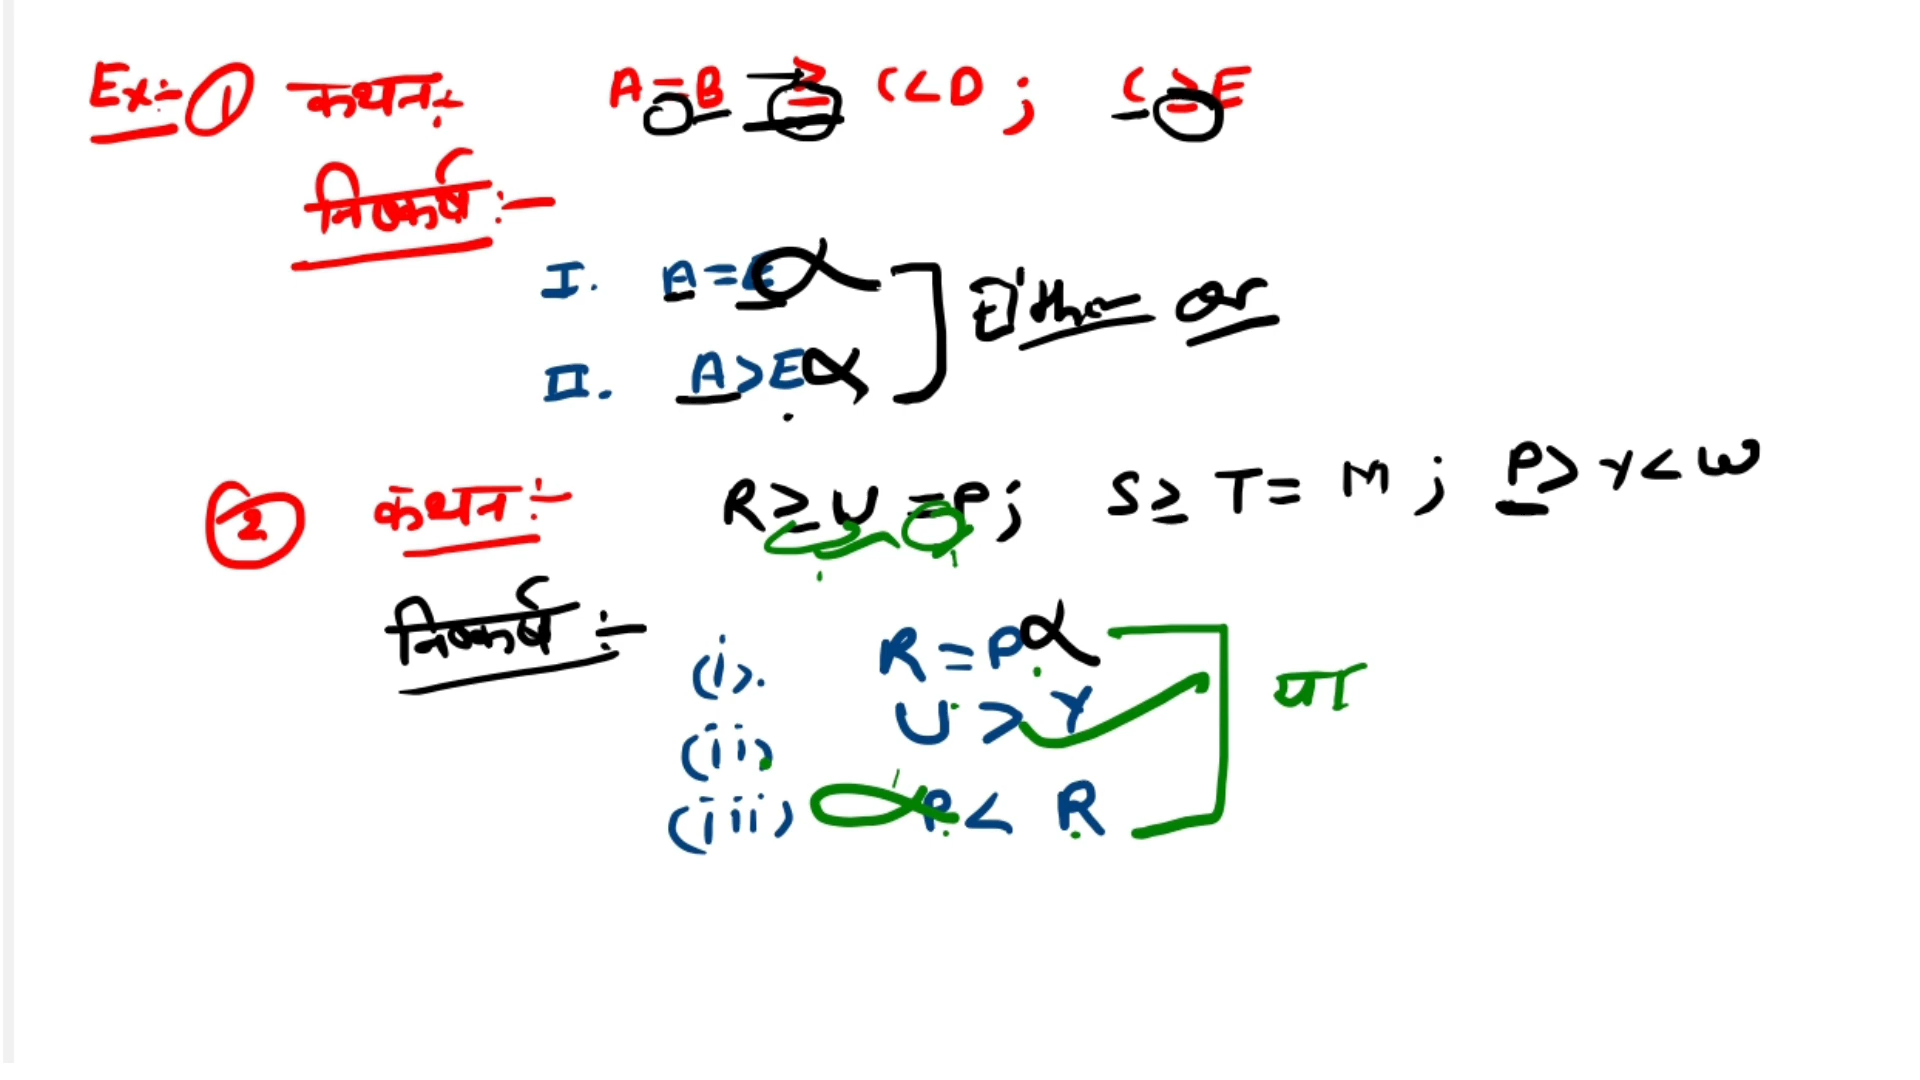 Ex:- 1 कथन:- A=B ≥ C<D ; C≥E
निष्कर्ष:-
I. A=E
II. A>E
Either or
2 कथन:- R≥U=P; S≥T=M; P>Y<W
निष्कर्ष:-
(i). R=P
(ii) U>Y
(iii) P<R
या